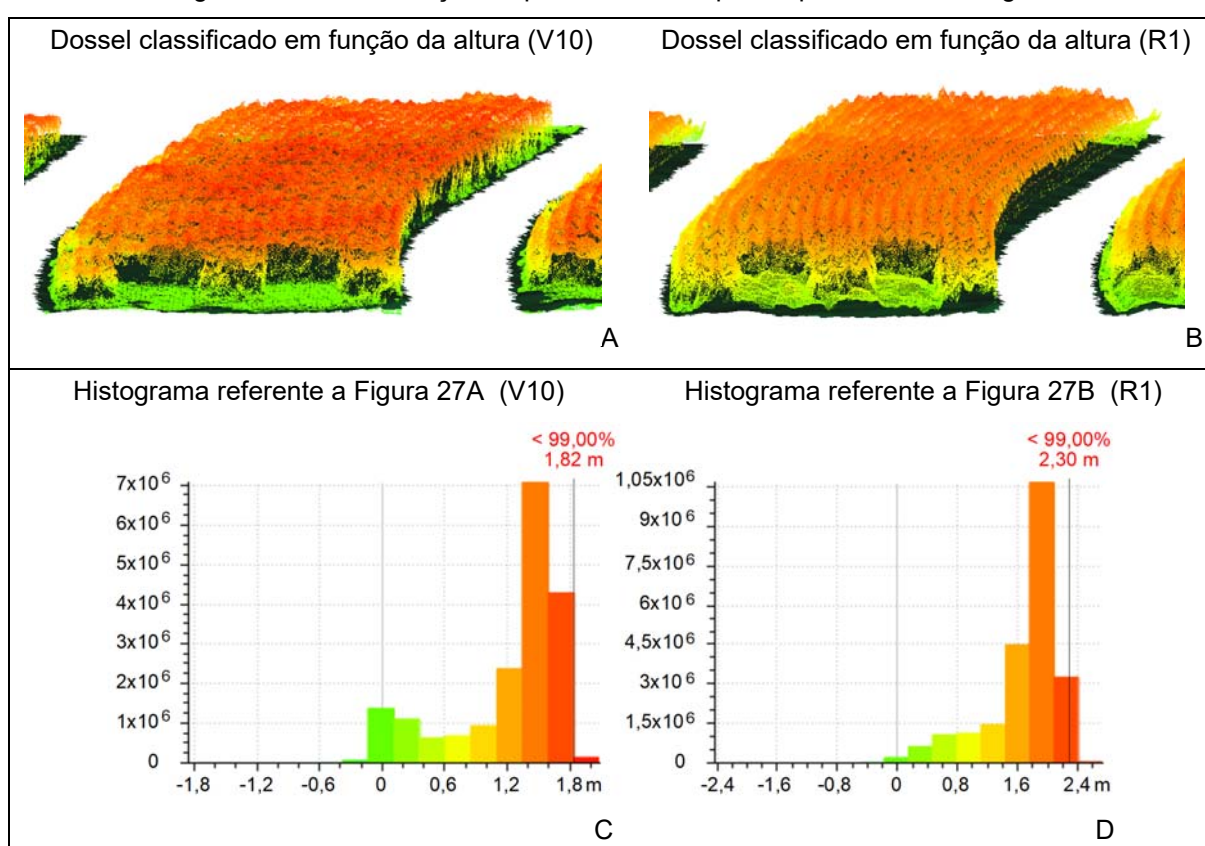 Dossel classificado em função da altura (V10)
Dossel classificado em função da altura (R1)
A
B
Histograma referente a Figura 27A (V10)
Histograma referente a Figura 27B (R1)
< 99,00%
1,82 m
7x10⁶
6x10⁶
5x10⁶
4x10⁶
3x10⁶
2x10⁶
1x10⁶
0
-1,8 -1,2 -0,6 0 0,6 1,2 1,8 m
C
< 99,00%
2,30 m
1,05x10⁶
9x10⁶
7,5x10⁶
6x10⁶
4,5x10⁶
3x10⁶
1,5x10⁶
0
-2,4 -1,6 -0,8 0 0,8 1,6 2,4 m
D